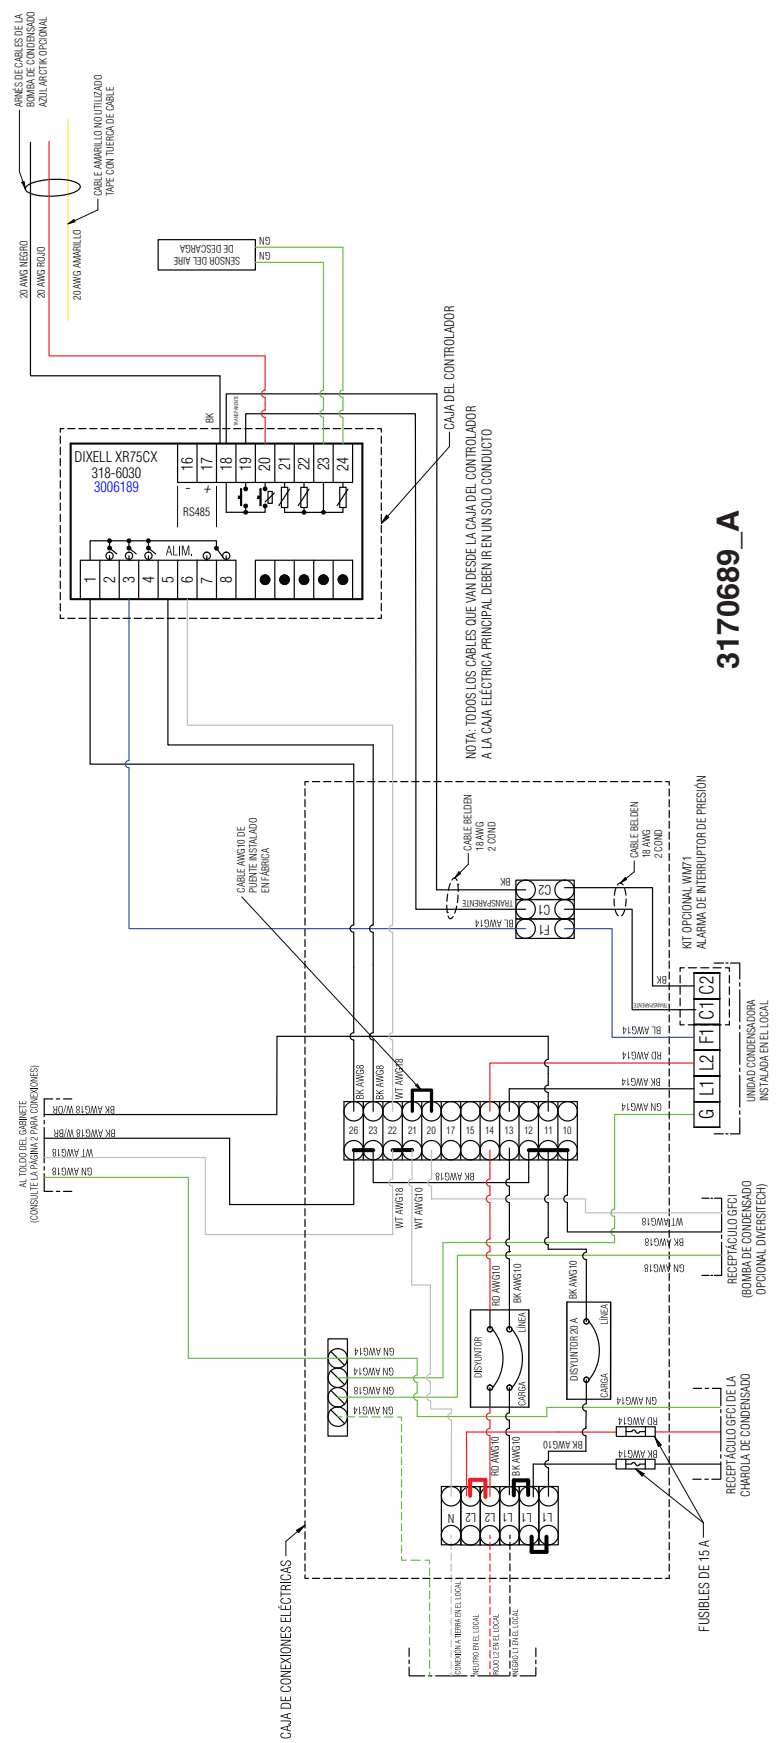 ARNÉS DE CABLES DE LA
BOMBA DE CONDENSADO
AZUL ARCTIK OPCIONAL
CABLE AMARILLO NO UTILIZADO
TAPE CON TUERCA DE CABLE
20 AWG NEGRO
20 AWG ROJO
20 AWG AMARILLO
SENSOR DEL AIRE
DE DESCARGA
GN
GN
BK
TRANSPARENTE
CAJA DEL CONTROLADOR
DIXELL XR75CX
318-6030
3006189
RS485
- +
16
17
18
19
20
21
22
23
24
ALIM.
1
2
3
4
5
6
7
8
NOTA: TODOS LOS CABLES QUE VAN DESDE LA CAJA DEL CONTROLADOR
A LA CAJA ELÉCTRICA PRINCIPAL DEBEN IR EN UN SOLO CONDUCTO
3170689_A
CABLE AWG10 DE
PUENTE INSTALADO
EN FÁBRICA
CABLE BELDEN
18 AWG
2 COND
CABLE BELDEN
18 AWG
2 COND
BK
TRANSPARENTE
BL AWG14
C2
C1
F1
KIT OPCIONAL WM71
ALARMA DE INTERRUPTOR DE PRESIÓN
BK
TRANSPARENTE
BL AWG14
RD AWG14
BK AWG14
GN AWG14
G
L1
L2
F1
C1
C2
UNIDAD CONDENSADORA
INSTALADA EN EL LOCAL
AL TOLDO DEL GABINETE
(CONSULTE LA PÁGINA 2 PARA CONEXIONES)
BK AWG18 W/OR
BK AWG18 W/BR
WT AWG18
GN AWG18
BK AWG8
BK AWG8
WT AWG18
26
23
22
21
20
17
15
14
13
12
11
10
WT AWG18
WT AWG10
BK AWG18
WT AWG18
BK AWG18
GN AWG18
RECEPTÁCULO GFCI
(BOMBA DE CONDENSADO
OPCIONAL DIVERSITECH)
RD AWG10
BK AWG10
BK AWG10
DISYUNTOR
LÍNEA
CARGA
DISYUNTOR 20 A
LÍNEA
CARGA
GN AWG14
GN AWG14
GN AWG18
GN AWG14
GN AWG14
RD AWG14
BK AWG14
RECEPTÁCULO GFCI DE LA
CHAROLA DE CONDENSADO
RD AWG10
BK AWG10
BK AWG10
N
L2
L2
L1
L1
L1
FUSIBLES DE 15 A
CAJA DE CONEXIONES ELÉCTRICAS
CONEXIÓN A TIERRA EN EL LOCAL
NEUTRO EN EL LOCAL
ROJO L2 EN EL LOCAL
NEGRO L1 EN EL LOCAL